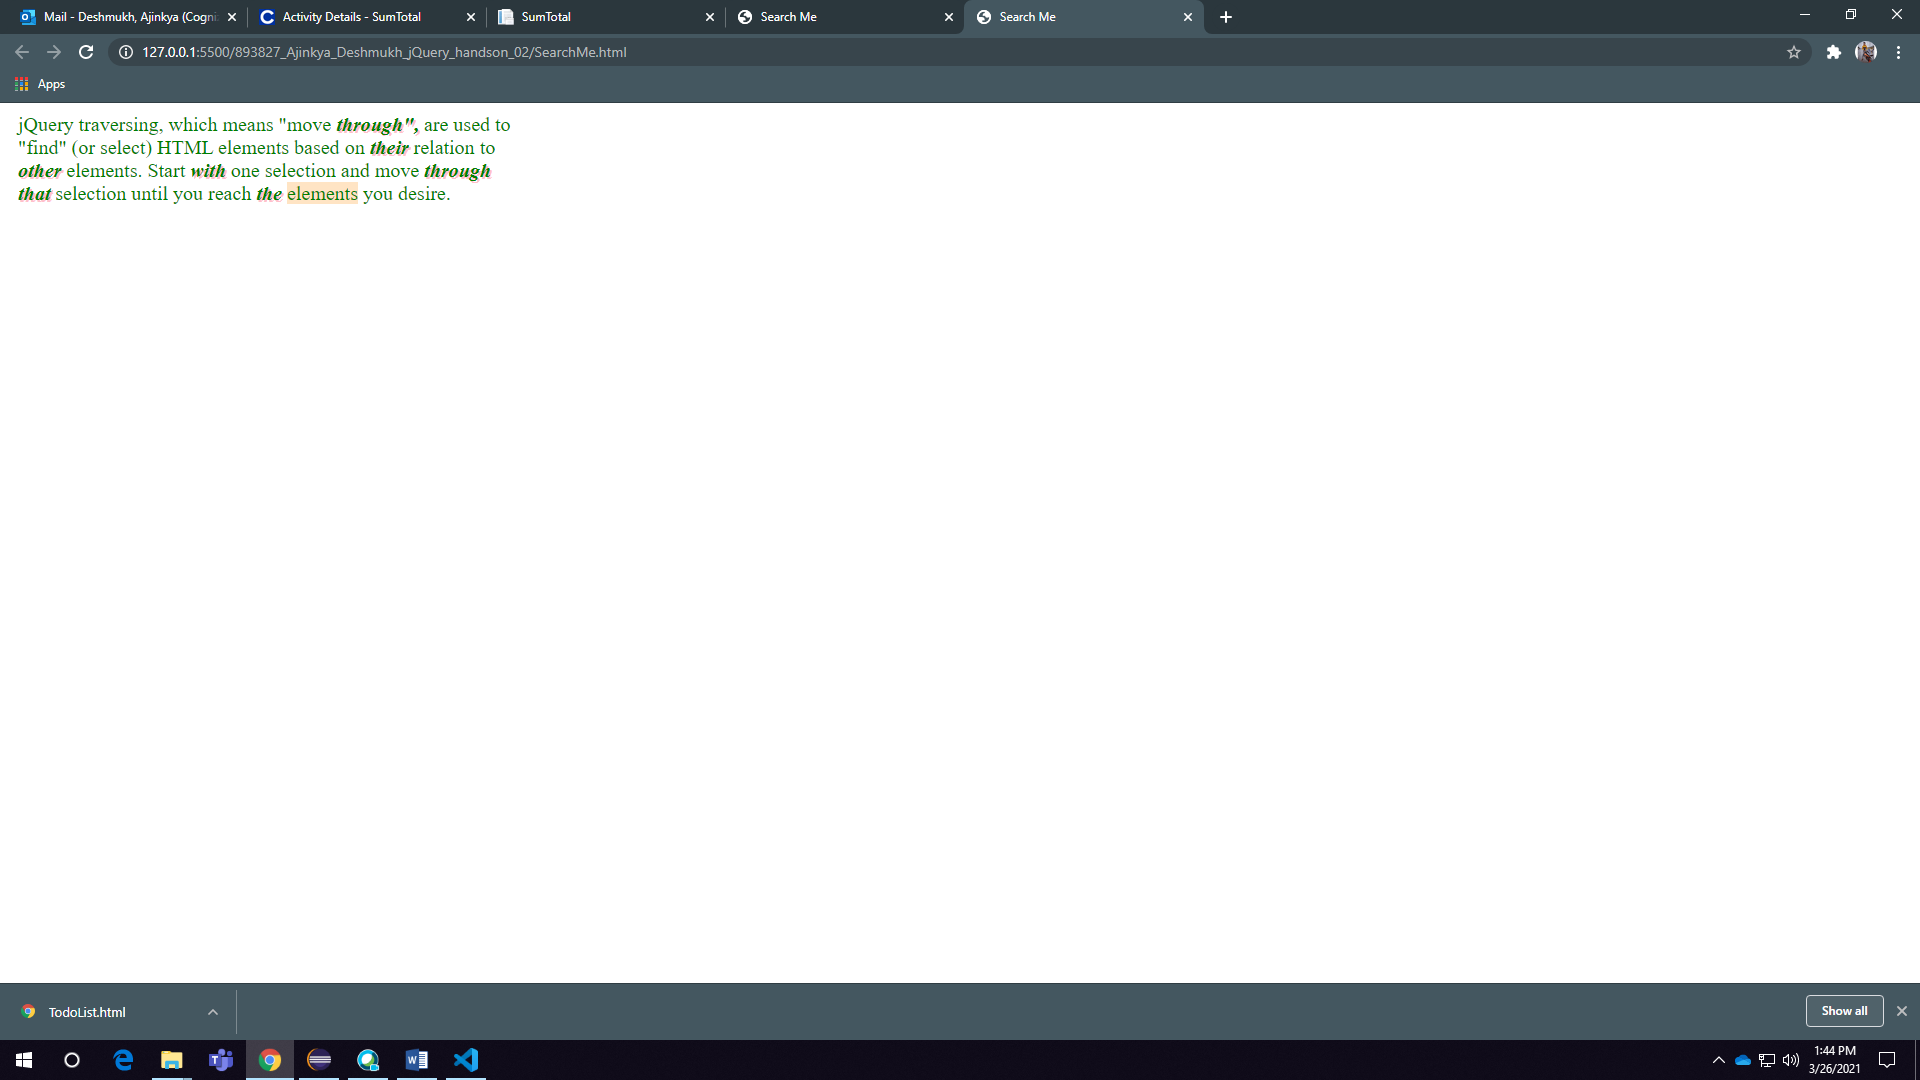 Mail - Deshmukh, Ajinkya (Cogni
Activity Details - SumTotal
SumTotal
Search Me
Search Me
127.0.0.1:5500/893827_Ajinkya_Deshmukh_jQuery_handson_02/SearchMe.html
Apps
jQuery traversing, which means "move through", are used to
"find" (or select) HTML elements based on their relation to
other elements. Start with one selection and move through
that selection until you reach the elements you desire.
TodoList.html
Show all
1:44 PM
3/26/2021